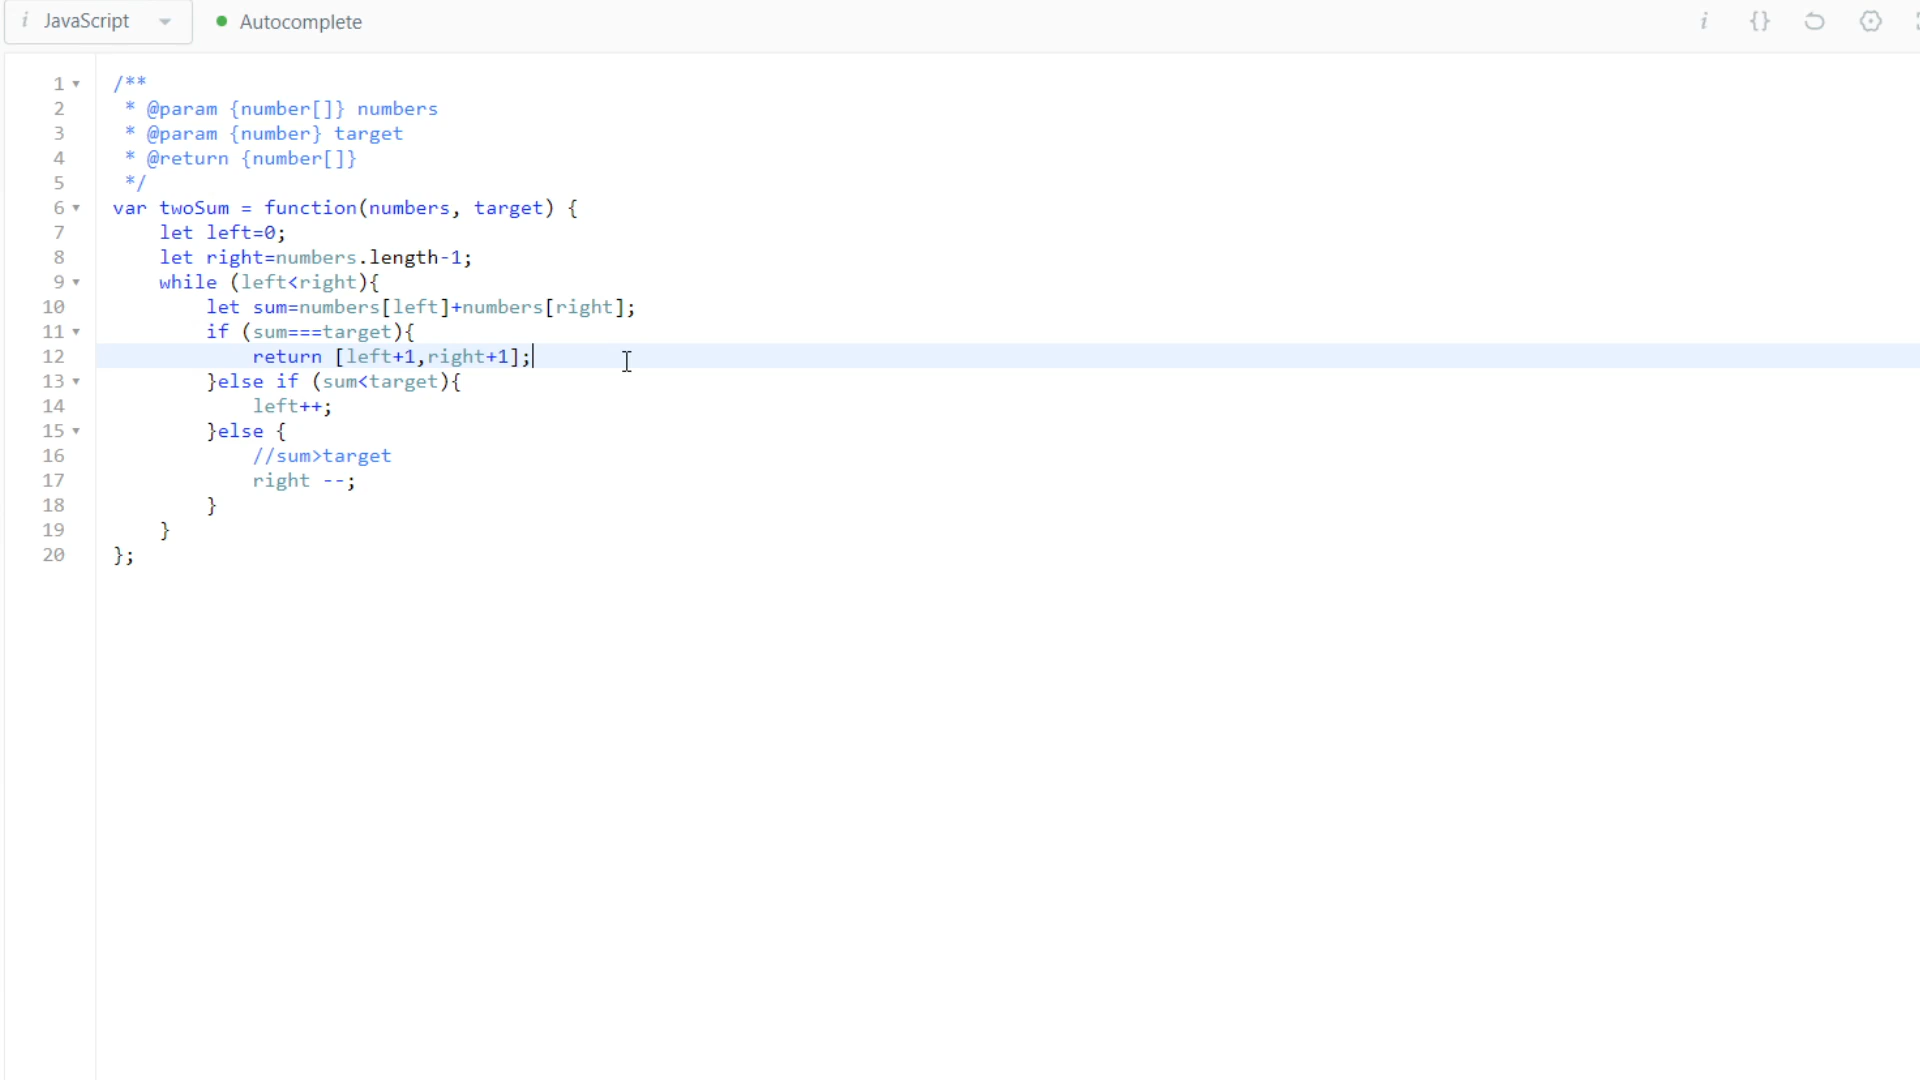 i JavaScript
Autocomplete
i {}
1 /**
2 * @param {number[]} numbers
3 * @param {number} target
4 * @return {number[]}
5 */
6 var twoSum = function(numbers, target) {
7 let left=0;
8 let right=numbers.length-1;
9 while (left<right){
10 let sum=numbers[left]+numbers[right];
11 if (sum===target){
12 return [left+1,right+1];
13 }else if (sum<target){
14 left++;
15 }else {
16 //sum>target
17 right --;
18 }
19 }
20 };